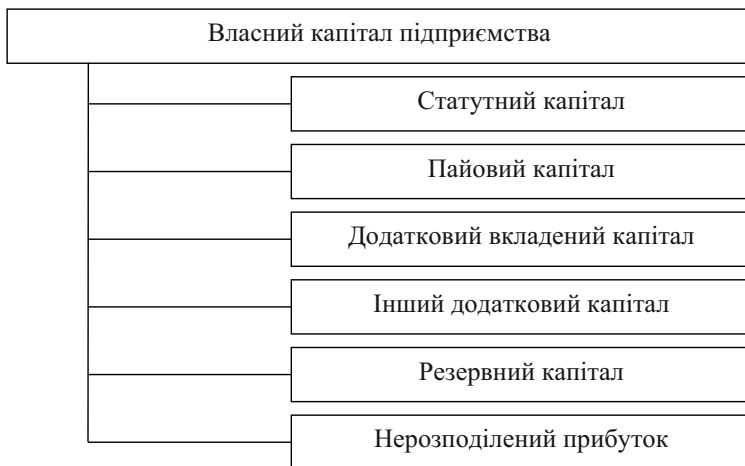 Власний капітал підприємства
Статутний капітал
Пайовий капітал
Додатковий вкладений капітал
Інший додатковий капітал
Резервний капітал
Нерозподілений прибуток